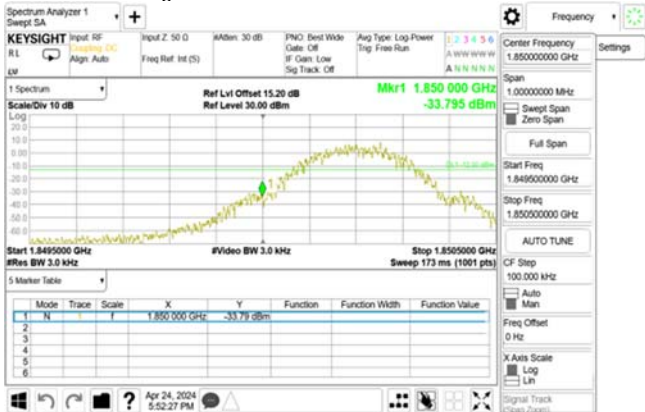 Spectrum Analyzer 1
Swept SA
Frequency
KEYSIGHT Input: RF Input Z: 50 Ω #Atten: 30 dB PNO: Best Wide Avg Type: Log-Power 1 2 3 4 5 6
RL Coupling: DC Gate: Off Trig: Free Run
Align: Auto Freq Ref: Int (S) IF Gain: Low A W W W W W
Sig Track: Off A N N N N N
Center Frequency
1.850000000 GHz
Settings
Span
1.00000000 MHz
Swept Span
Zero Span
Full Span
Start Freq
1.849500000 GHz
Stop Freq
1.850500000 GHz
AUTO TUNE
CF Step
100.000 kHz
Auto
Man
Freq Offset
0 Hz
X Axis Scale
Log
Lin
Signal Track
(Span Zoom)
1 Spectrum
Scale/Div 10 dB
Ref Lvl Offset 15.20 dB
Ref Level 30.00 dBm
Mkr1 1.850 000 GHz
-33.795 dBm
Log
20.0
10.0
0.00
-10.0
-20.0
-30.0
-40.0
-50.0
-60.0
1
Start 1.8495000 GHz #Video BW 3.0 kHz Stop 1.8505000 GHz
#Res BW 3.0 kHz Sweep 173 ms (1001 pts)
5 Marker Table
Mode Trace Scale X Y Function Function Width Function Value
1 N 1 f 1.850 000 GHz -33.79 dBm
2
3
4
5
6
? Apr 24, 2024
5:52:27 PM